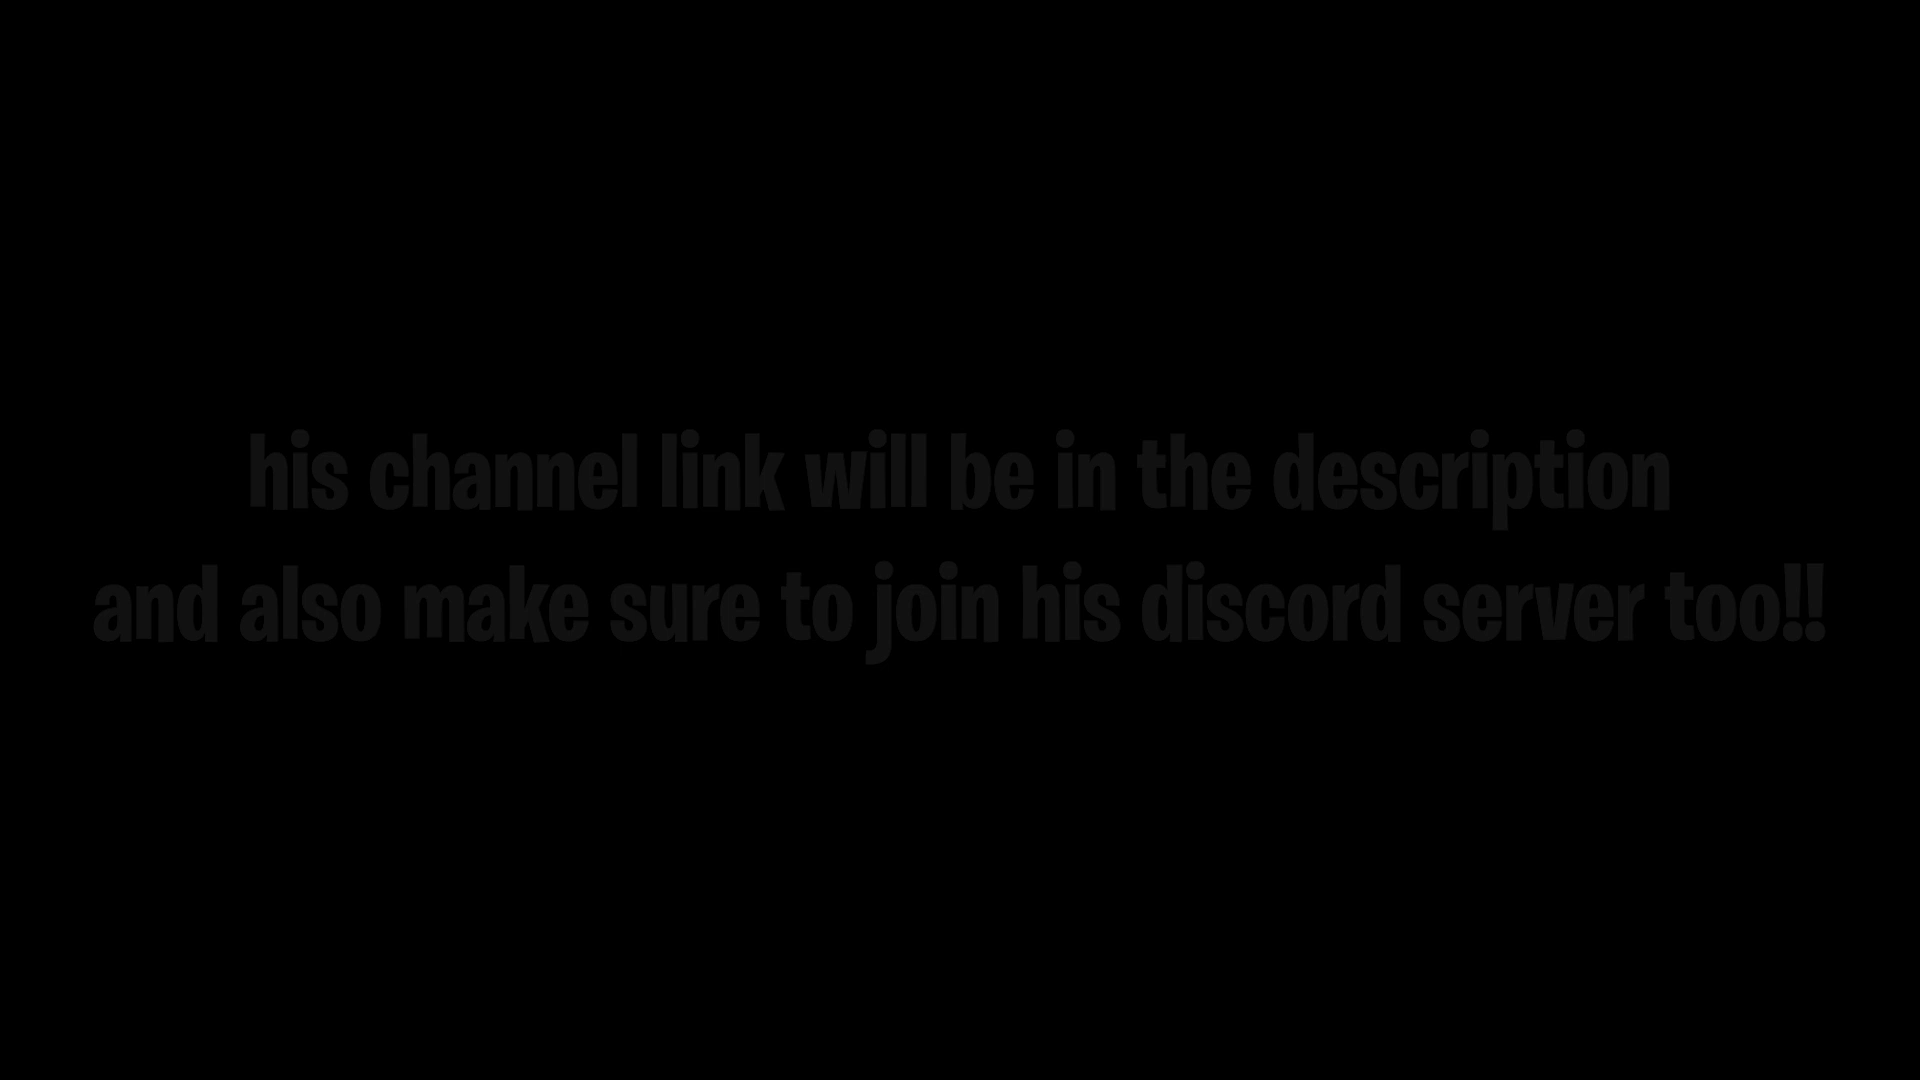 his channel link will be in the description
and also make sure to join his discord server too!!